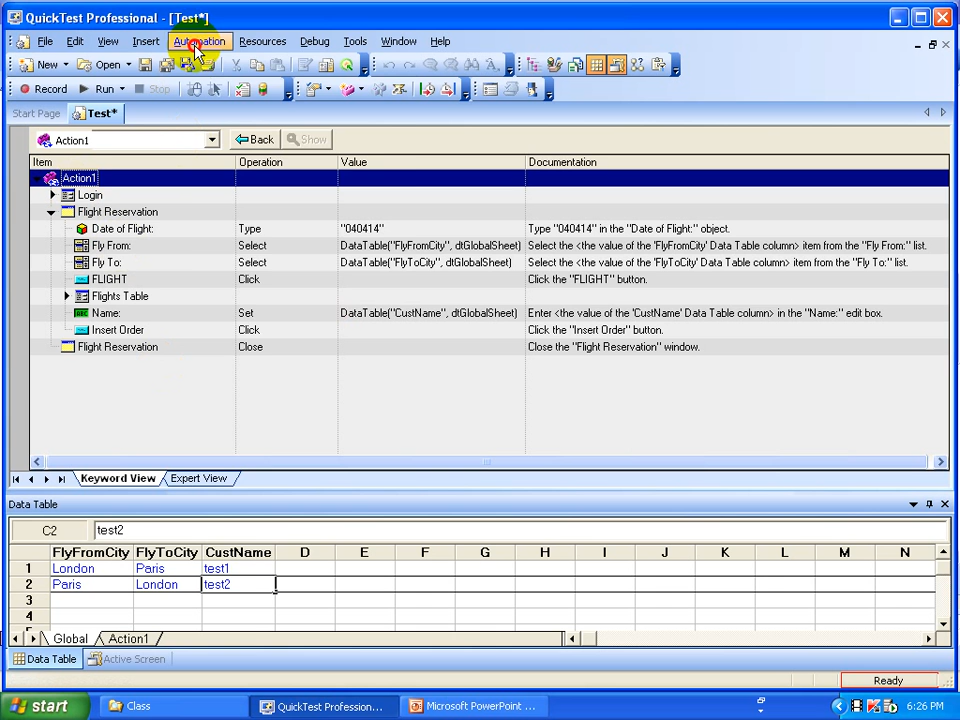 QuickTest Professional - [Test*]
File Edit View Insert Automation Resources Debug Tools Window Help
New Open
Record Run Stop
Start Page Test*
Action1 Back Show
Item Operation Value Documentation
Action1
Login
Flight Reservation
Date of Flight: Type "040414" Type "040414" in the "Date of Flight:" object.
Fly From: Select DataTable("FlyFromCity", dtGlobalSheet) Select the <the value of the 'FlyFromCity' Data Table column> item from the "Fly From:" list.
Fly To: Select DataTable("FlyToCity", dtGlobalSheet) Select the <the value of the 'FlyToCity' Data Table column> item from the "Fly To:" list.
FLIGHT Click Click the "FLIGHT" button.
Flights Table
Name: Set DataTable("CustName", dtGlobalSheet) Enter <the value of the 'CustName' Data Table column> in the "Name:" edit box.
Insert Order Click Click the "Insert Order" button.
Flight Reservation Close Close the "Flight Reservation" window.
Keyword View Expert View
Data Table
C2 test2
FlyFromCity FlyToCity CustName D E F G H I J K L M N
1 London Paris test1
2 Paris London test2
3
4
Global Action1
Data Table Active Screen
Ready
start Class QuickTest Profession... Microsoft PowerPoint ... 6:26 PM